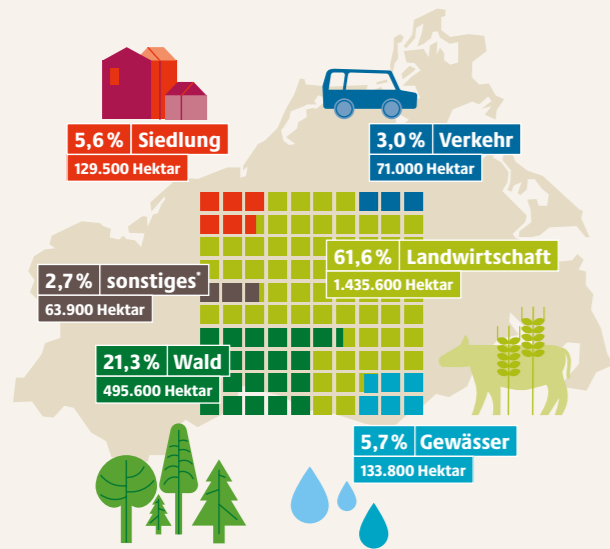 5,6 % Siedlung
129.500 Hektar
3,0 % Verkehr
71.000 Hektar
61,6 % Landwirtschaft
1.435.600 Hektar
2,7 % sonstiges*
63.900 Hektar
21,3 % Wald
495.600 Hektar
5,7 % Gewässer
133.800 Hektar